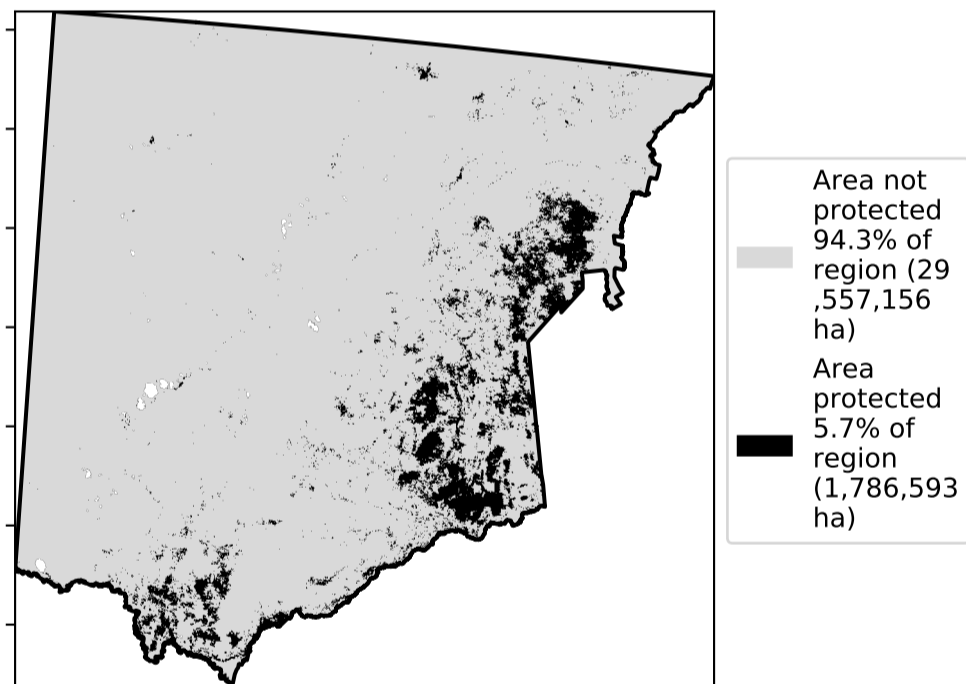 Area not
protected
94.3% of
region (29
,557,156
ha)
Area
protected
5.7% of
region
(1,786,593
ha)